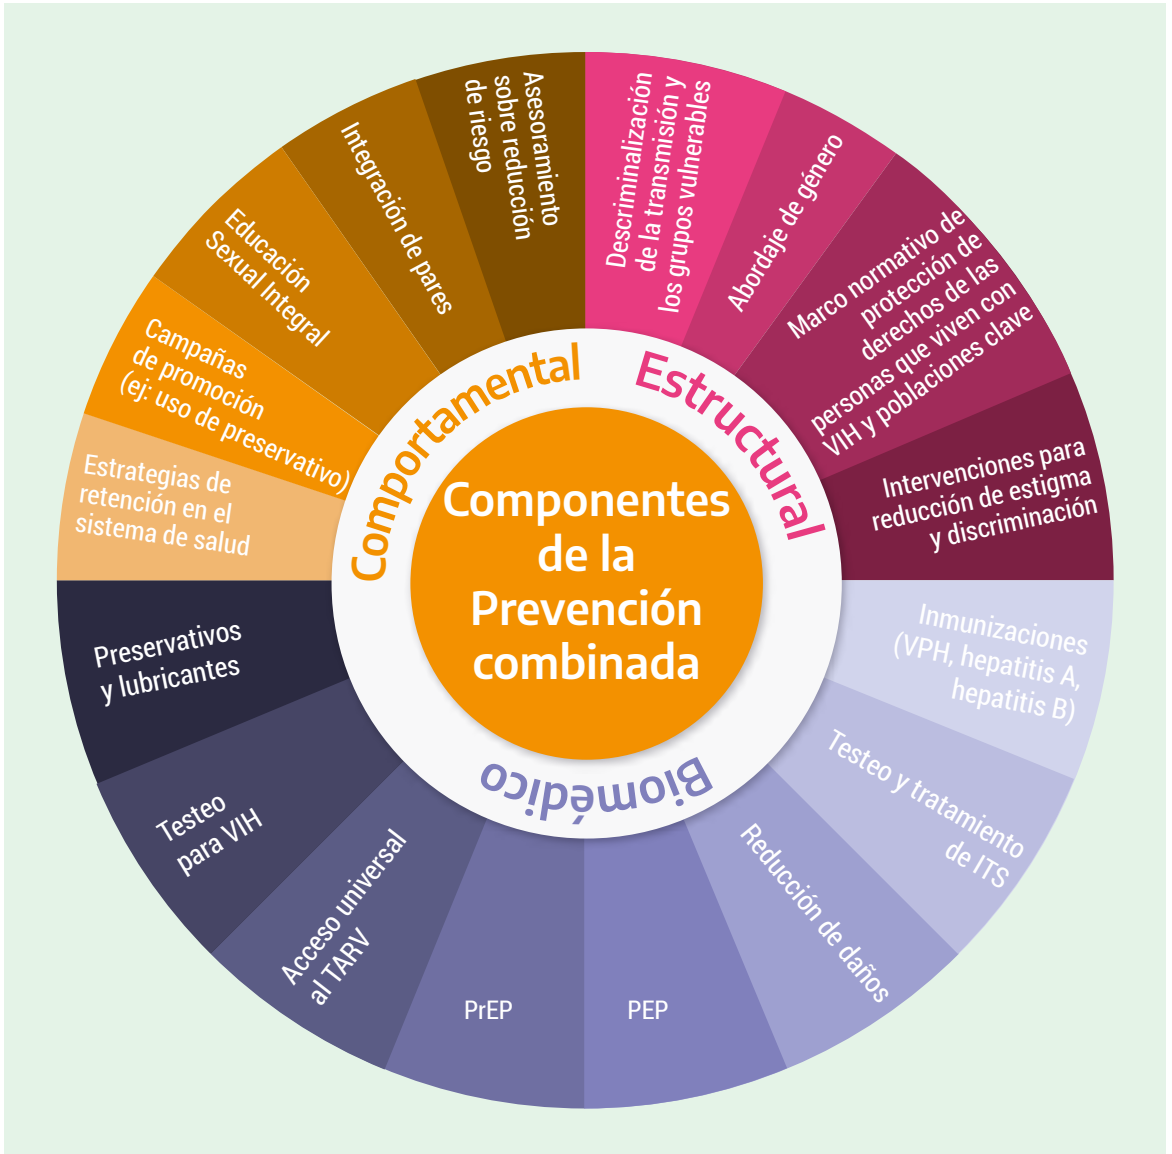 Componentes
de la
Prevención
combinada
Estructural
Descriminalización
de la transmisión y
los grupos vulnerables
Abordaje de género
Marco normativo de
protección de
derechos de las
personas que viven con
VIH y poblaciones clave
Intervenciones para
reducción de estigma
y discriminación
Biomédico
Inmunizaciones
(VPH, hepatitis A,
hepatitis B)
Testeo y tratamiento
de ITS
Reducción de daños
PEP
PrEP
Acceso universal
al TARV
Testeo
para VIH
Preservativos
y lubricantes
Comportamental
Estrategias de
retención en el
sistema de salud
Campañas
de promoción
(ej: uso de preservativo)
Educación
Sexual Integral
Integración de pares
Asesoramiento
sobre reducción
de riesgo